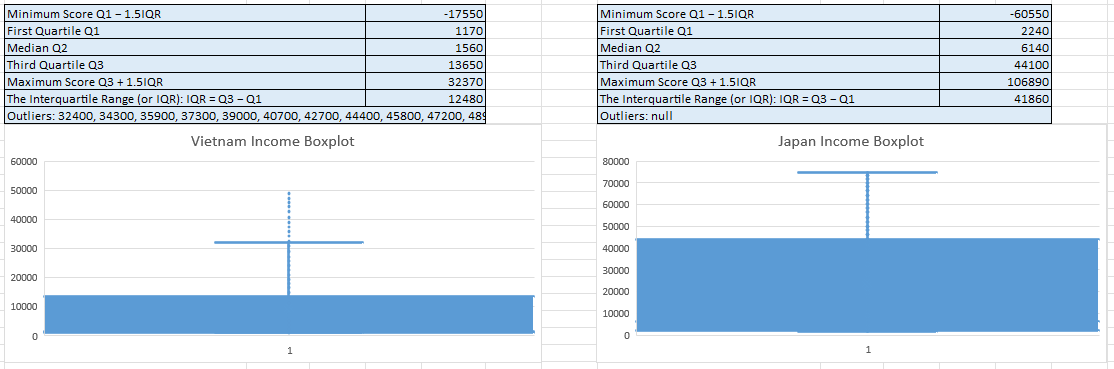 Minimum Score Q1 – 1.5IQR -17550
First Quartile Q1 1170
Median Q2 1560
Third Quartile Q3 13650
Maximum Score Q3 + 1.5IQR 32370
The Interquartile Range (or IQR): IQR = Q3 – Q1 12480
Outliers: 32400, 34300, 35900, 37300, 39000, 40700, 42700, 44400, 45800, 47200, 489
Vietnam Income Boxplot
60000
50000
40000
30000
20000
10000
0
1
Minimum Score Q1 – 1.5IQR -60550
First Quartile Q1 2240
Median Q2 6140
Third Quartile Q3 44100
Maximum Score Q3 + 1.5IQR 106890
The Interquartile Range (or IQR): IQR = Q3 – Q1 41860
Outliers: null
Japan Income Boxplot
80000
70000
60000
50000
40000
30000
20000
10000
0
1